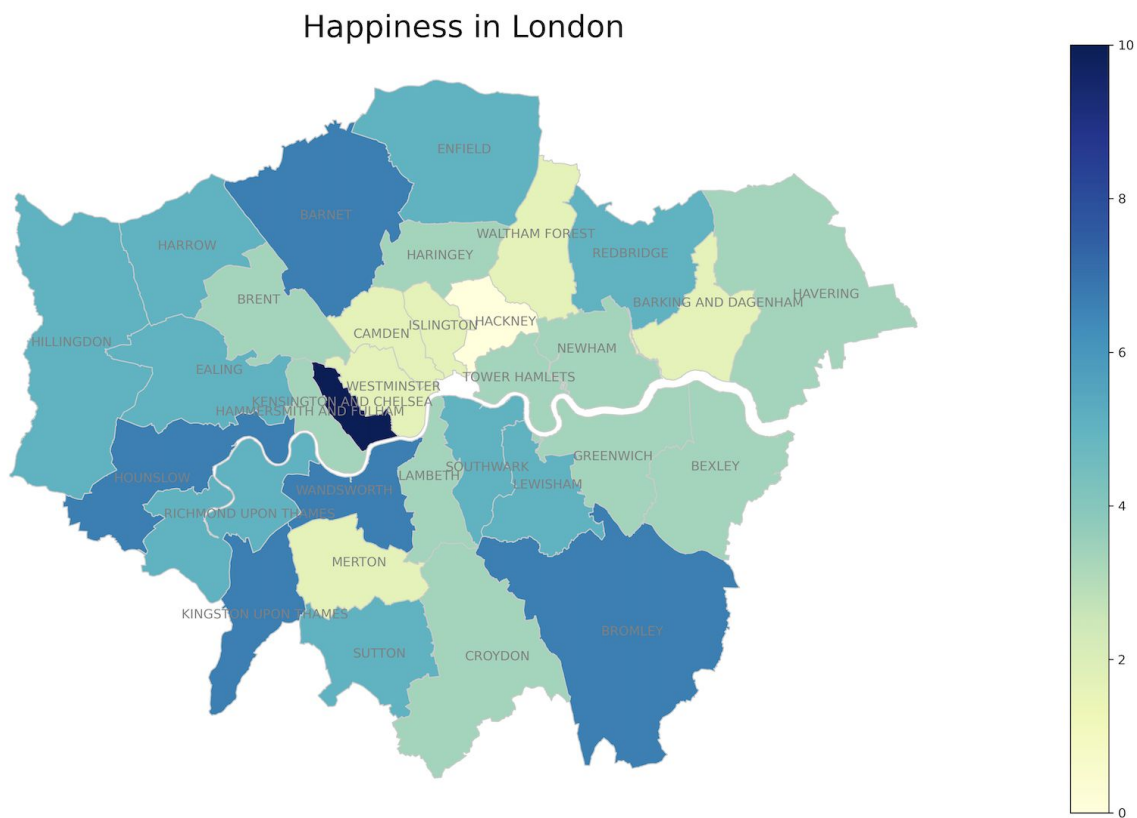 Happiness in London
10
ENFIELD
8
BARNET
WALTHAM FOREST
HARROW
REDBRIDGE
HARINGEY
HAVERING
BRENT
BARKING AND DAGENHAM
HACKNEY
ISLINGTON
CAMDEN
HILLINGDON
NEWHAM
6
EALING
TOWER HAMLETS
WESTMINSTER
KENSINGTON AND CHELSEA
HAMMERSMITH AND FULHAM
GREENWICH
BEXLEY
SOUTHWARK
LAMBETH
HOUNSLOW
LEWISHAM
WANDSWORTH
4
RICHMOND UPON THAMES
MERTON
KINGSTON UPON THAMES
BROMLEY
SUTTON
CROYDON
2
0